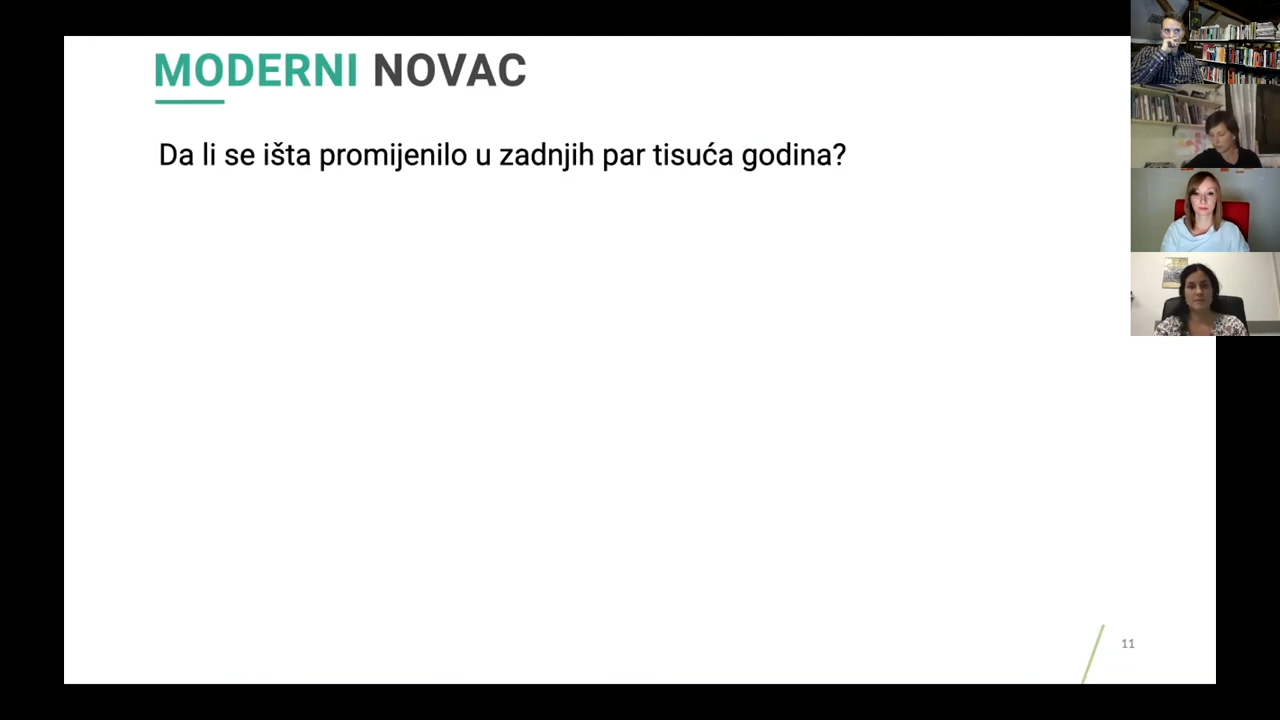 MODERNI NOVAC
Da li se išta promijenilo u zadnjih par tisuća godina?
11